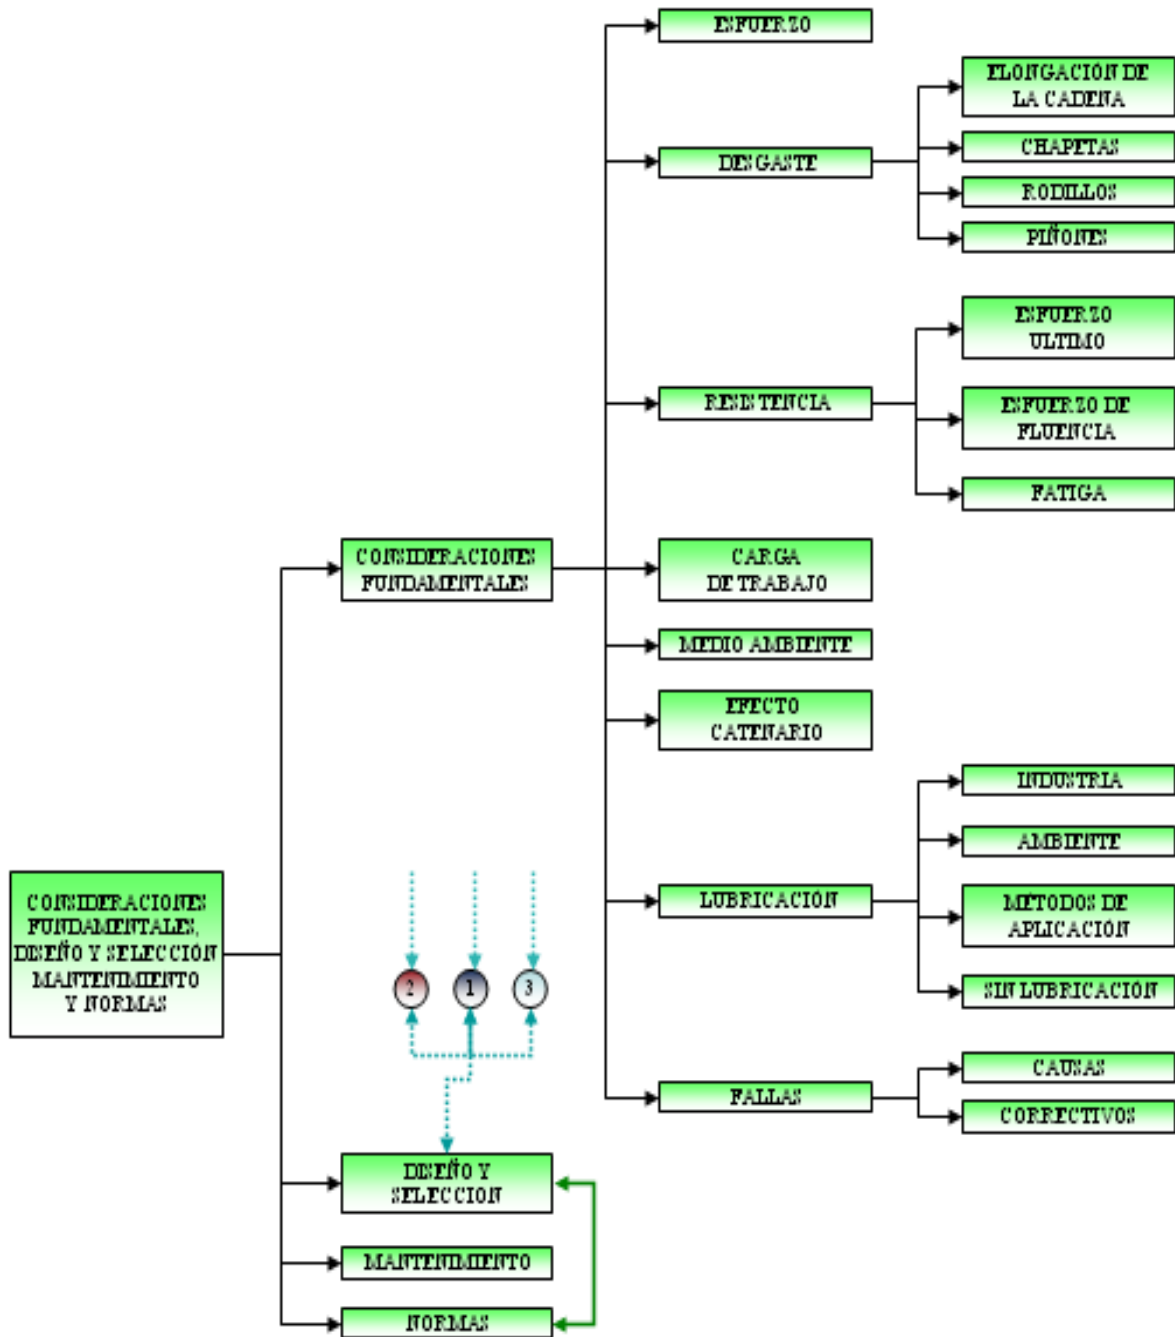 ESFUERZO
ELONGACIÓN DE
LA CADENA
CHAPETAS
DESGASTE
RODILLOS
PIÑONES
ESFUERZO
ULTIMO
RESISTENCIA
ESFUERZO DE
FLUENCIA
FATIGA
CONSIDERACIONES
FUNDAMENTALES
CARGA
DE TRABAJO
MEDIO AMBIENTE
EFECTO
CATENARIO
INDUSTRIA
AMBIENTE
LUBRICACIÓN
MÉTODOS DE
APLICACIÓN
SIN LUBRICACIÓN
CONSIDERACIONES
FUNDAMENTALES,
DISEÑO Y SELECCIÓN
MANTENIMIENTO
Y NORMAS
2 1 3
CAUSAS
FALLAS
CORRECTIVOS
DISEÑO Y
SELECCION
MANTENIMIENTO
NORMAS